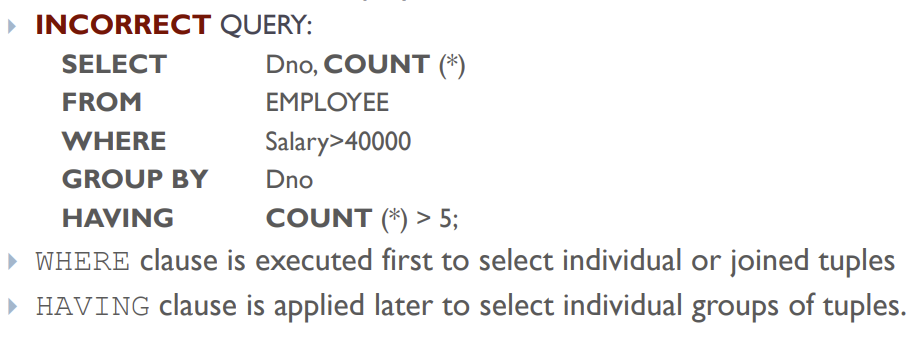 INCORRECT QUERY:
SELECT Dno, COUNT (*)
FROM EMPLOYEE
WHERE Salary>40000
GROUP BY Dno
HAVING COUNT (*) > 5;
WHERE clause is executed first to select individual or joined tuples
HAVING clause is applied later to select individual groups of tuples.